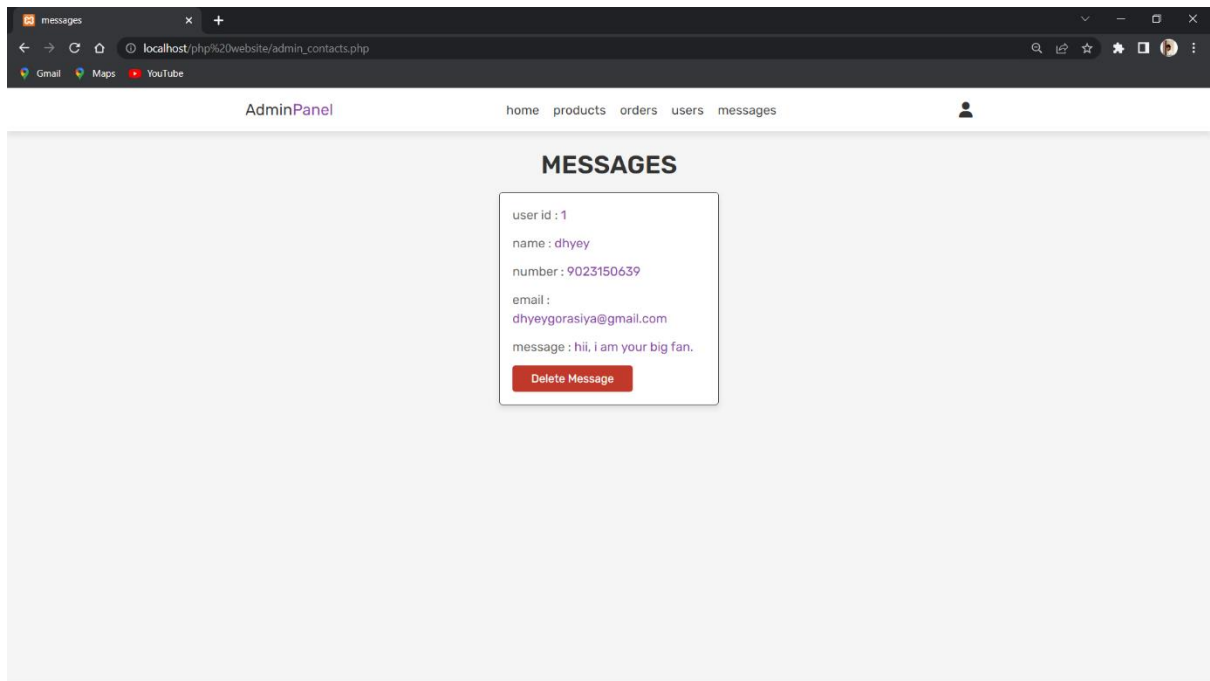 messages
localhost/php%20website/admin_contacts.php
Gmail Maps YouTube
AdminPanel home products orders users messages
MESSAGES
user id : 1
name : dhyey
number : 9023150639
email :
dhyeygorasiya@gmail.com
message : hii, i am your big fan.
Delete Message